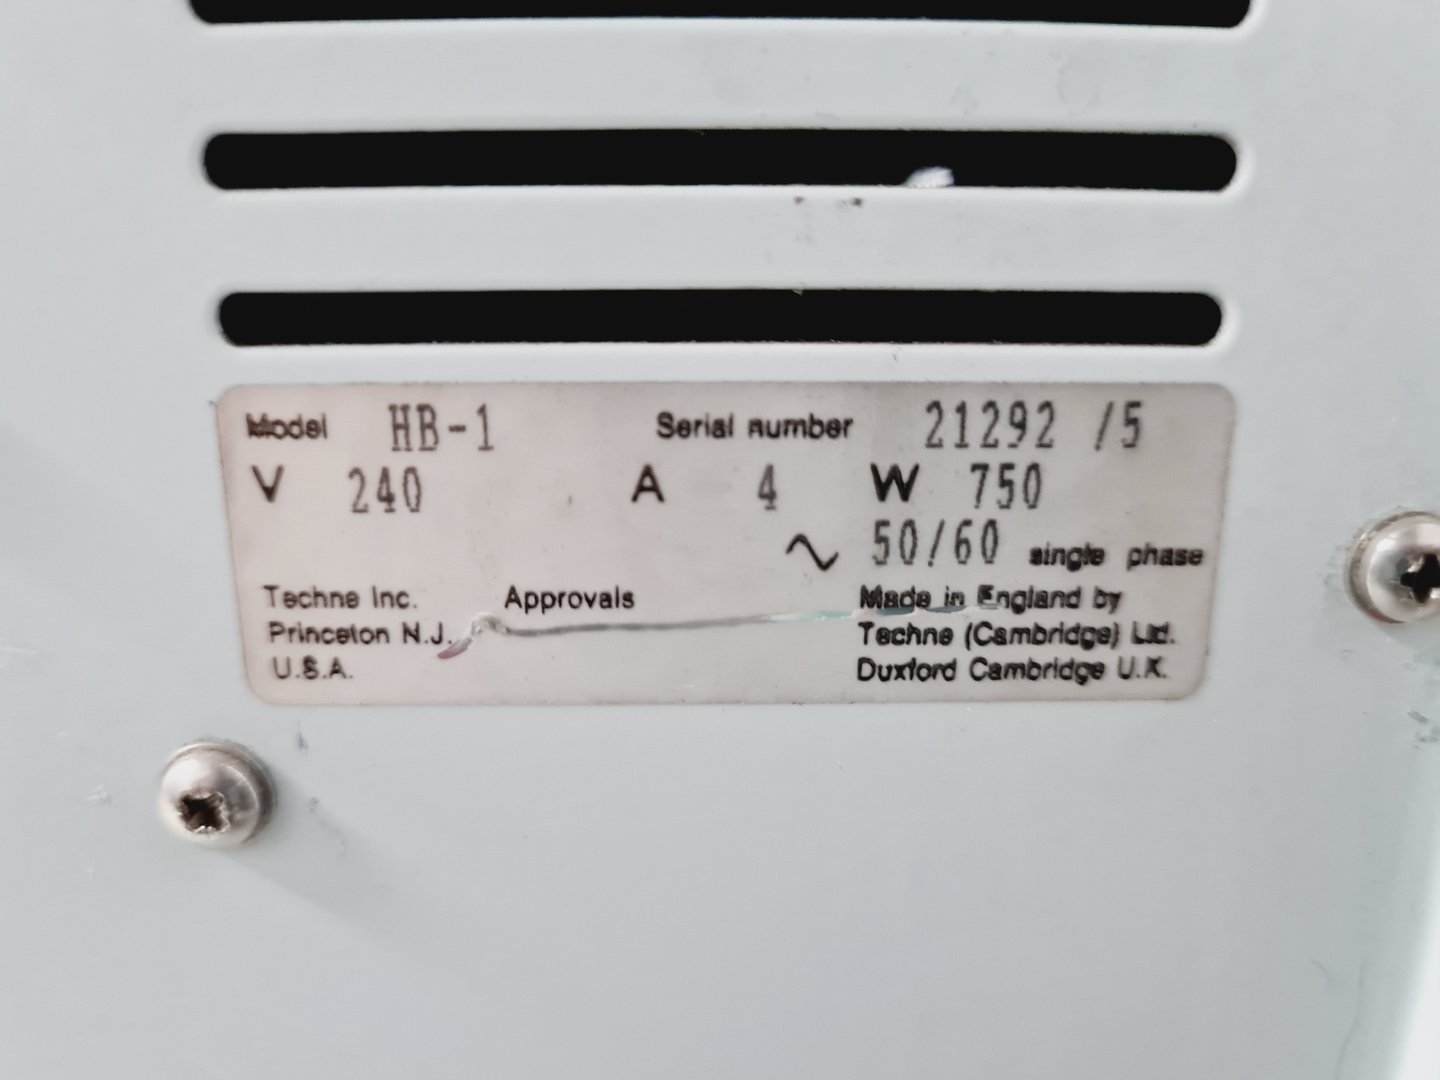 Model HB-1 Serial number 21292 /5
V 240 A 4 W 750
∿ 50/60 single phase
Techne Inc. Approvals Made in England by
Princeton N.J. Techne (Cambridge) Ltd.
U.S.A. Duxford Cambridge U.K.